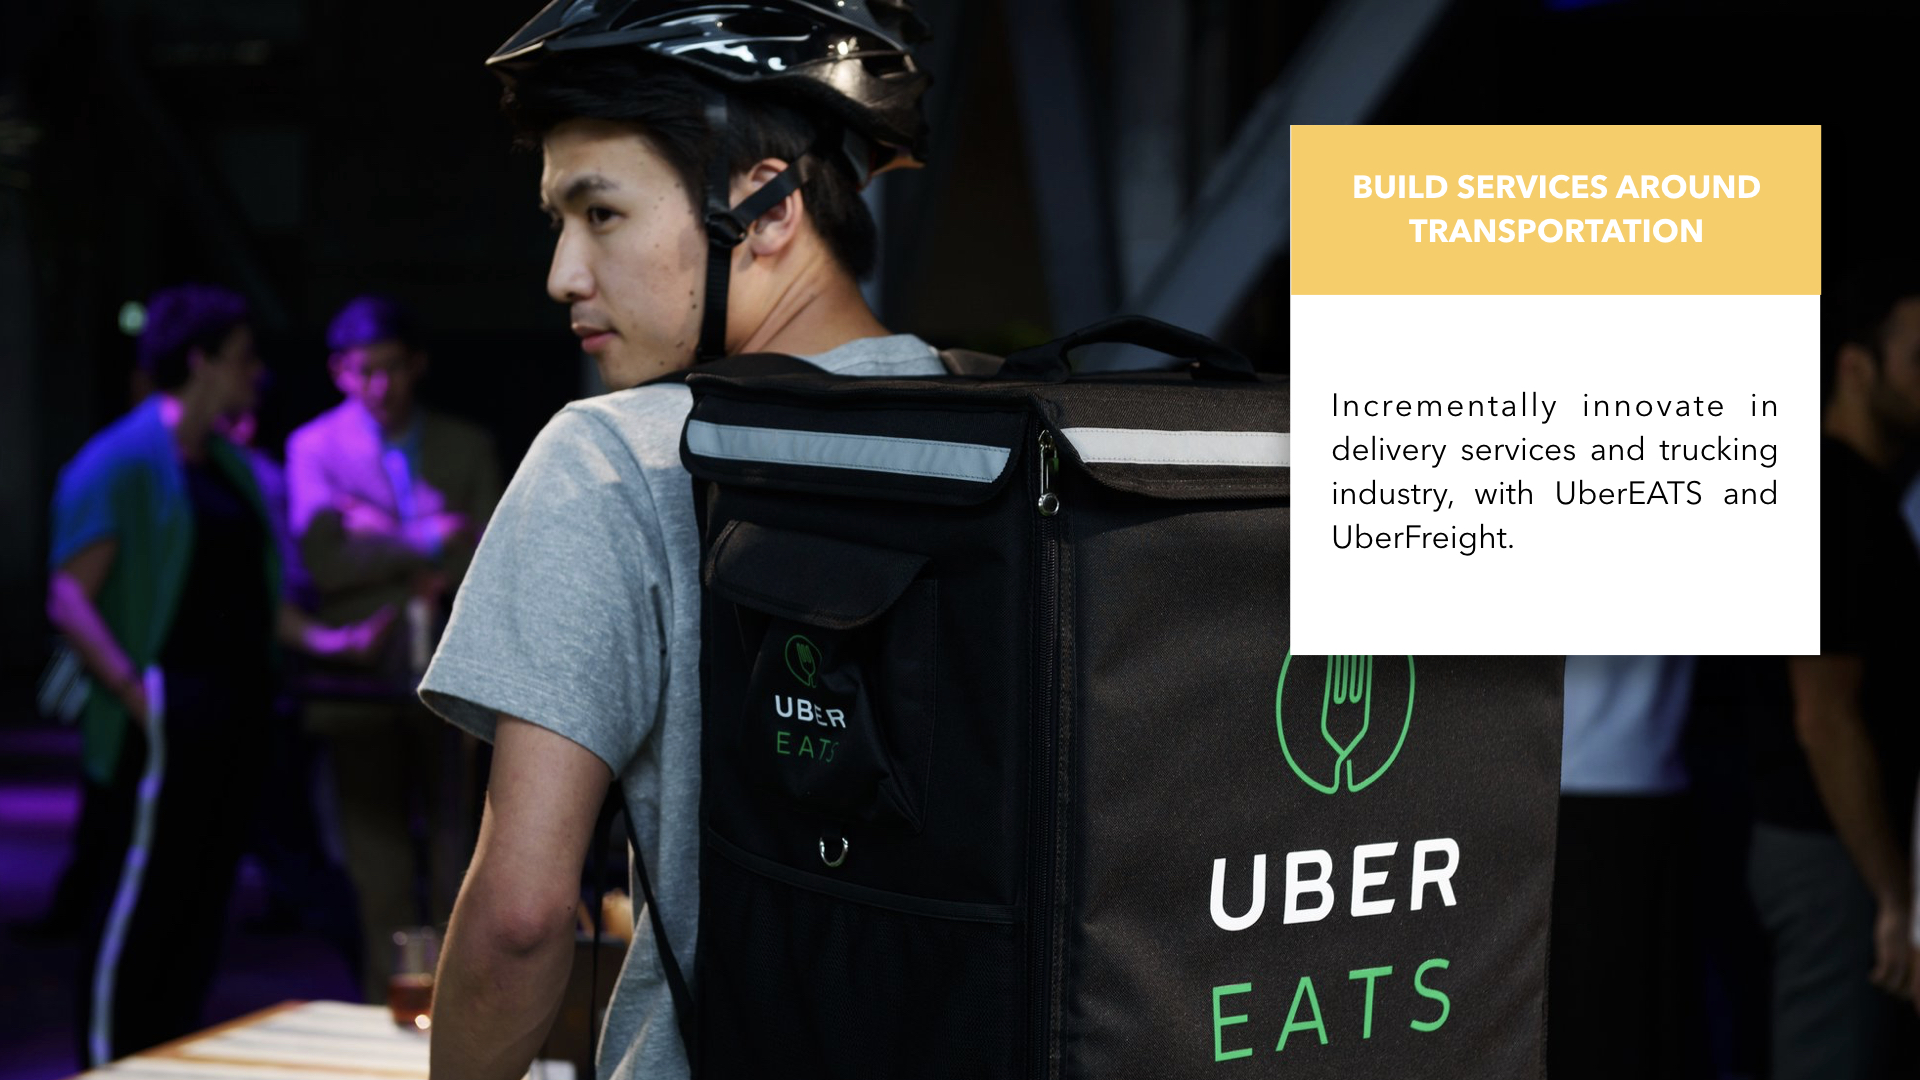 BUILD SERVICES AROUND
TRANSPORTATION
Incrementally innovate in
delivery services and trucking
industry, with UberEATS and
UberFreight.
UBER
EATS
UBER
EATS